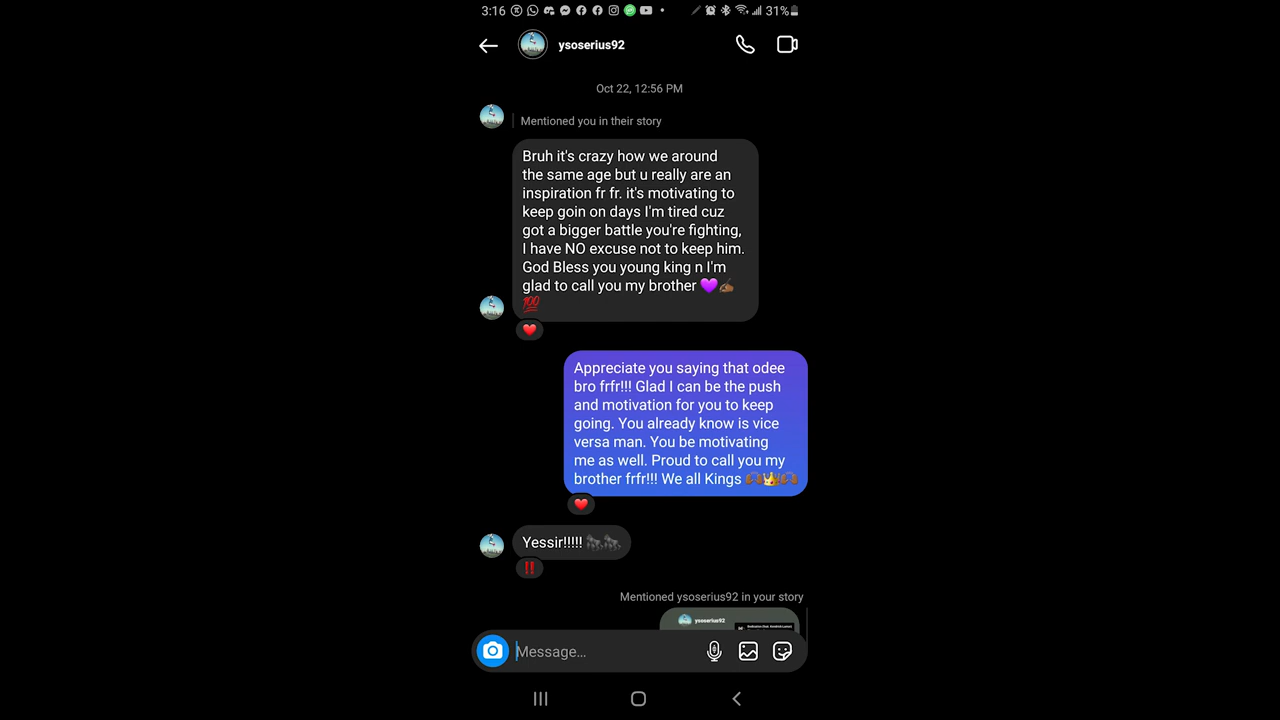 3:16 31%
ysoserius92
Oct 22, 12:56 PM
Mentioned you in their story
Bruh it's crazy how we around
the same age but u really are an
inspiration fr fr. it's motivating to
keep goin on days I'm tired cuz
got a bigger battle you're fighting,
I have NO excuse not to keep him.
God Bless you young king n I'm
glad to call you my brother 💜✍🏾
💯
❤️
Appreciate you saying that odee
bro frfr!!! Glad I can be the push
and motivation for you to keep
going. You already know is vice
versa man. You be motivating
me as well. Proud to call you my
brother frfr!!! We all Kings 🙌🏾👑🙌🏾
❤️
Yessir!!!!! 🦍🦍
‼️
Mentioned ysoserius92 in your story
ysoserius92
Message...